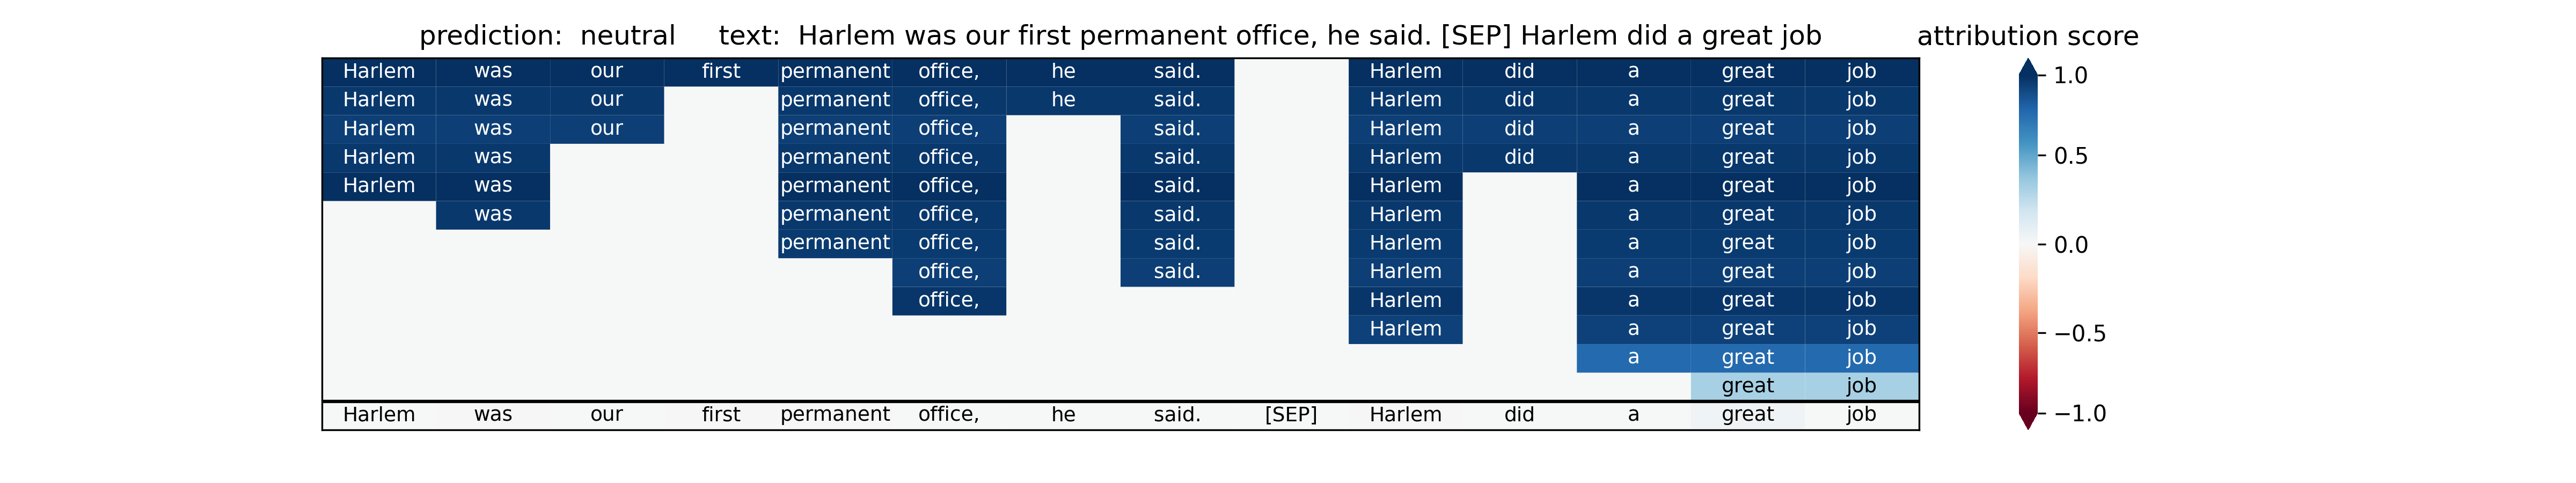 prediction: neutral text: Harlem was our first permanent office, he said. [SEP] Harlem did a great job attribution score
Harlem was our first permanent office, he said. Harlem did a great job
Harlem was our permanent office, he said. Harlem did a great job
Harlem was our permanent office, said. Harlem did a great job
Harlem was permanent office, said. Harlem did a great job
Harlem was permanent office, said. Harlem a great job
was permanent office, said. Harlem a great job
permanent office, said. Harlem a great job
office, said. Harlem a great job
office, Harlem a great job
Harlem a great job
a great job
great job
Harlem was our first permanent office, he said. [SEP] Harlem did a great job
1.0
0.5
0.0
−0.5
−1.0